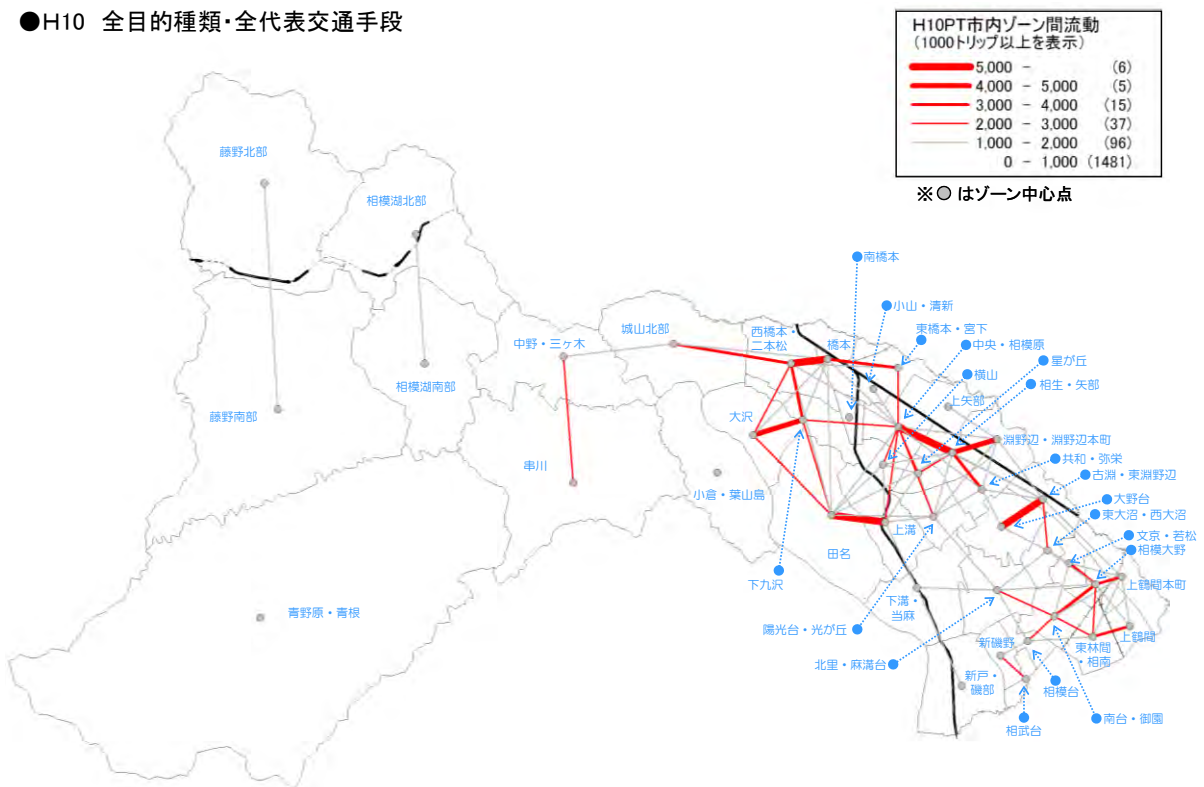 ●H10 全目的種類・全代表交通手段
H10PT市内ゾーン間流動
(1000トリップ以上を表示)
5,000 - (6)
4,000 - 5,000 (5)
3,000 - 4,000 (15)
2,000 - 3,000 (37)
1,000 - 2,000 (96)
0 - 1,000 (1481)
※○はゾーン中心点
藤野北部
相模湖北部
南橋本
小山・清新
東橋本・宮下
中央・相模原
星が丘
横山
相生・矢部
城山北部
西橋本・
二本松
橋本
中野・三ヶ木
相模湖南部
藤野南部
大沢
上矢部
淵野辺・淵野辺本町
共和・弥栄
古淵・東淵野辺
大野台
東大沼・西大沼
文京・若松
相模大野
串川
小倉・葉山島
上溝
田名
下九沢
上鶴間本町
下溝・
当麻
青野原・青根
陽光台・光が丘
新磯野
上鶴間
東林間
・相南
北里・麻溝台
新戸・
磯部
相模台
南台・御園
相武台